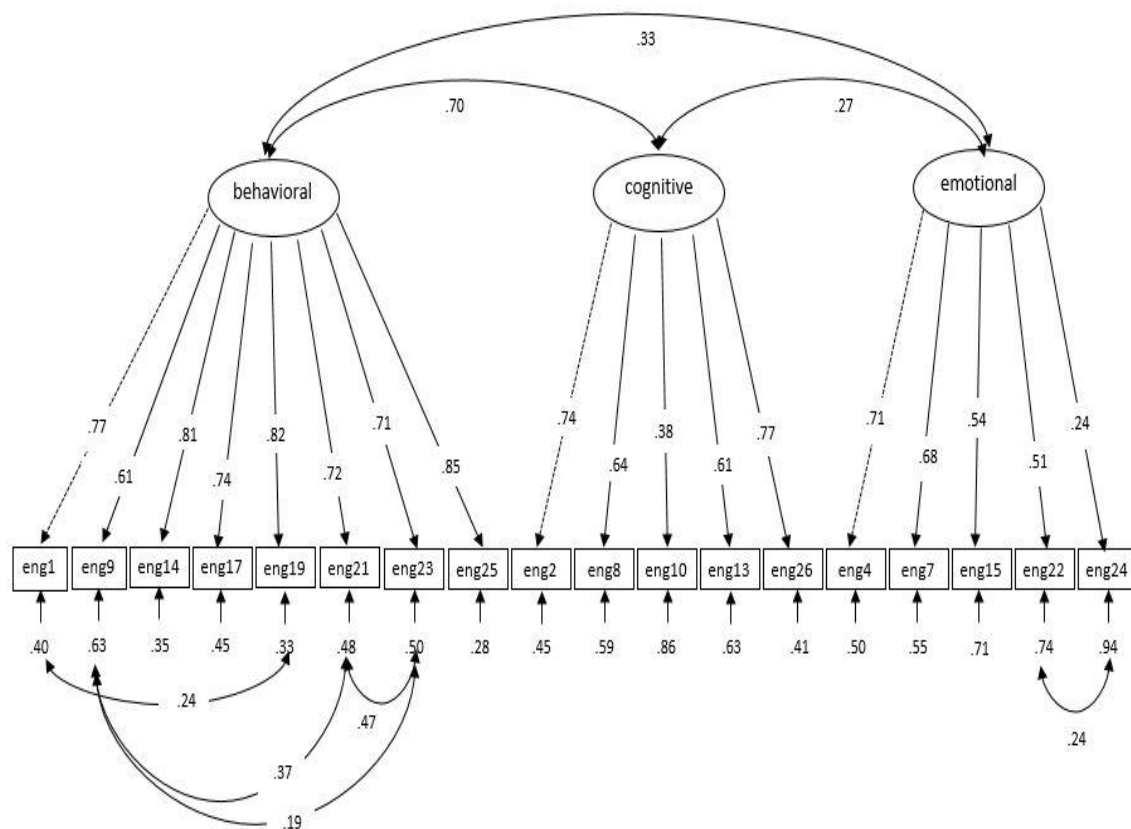 .33
.70 .27
behavioral cognitive emotional
.77 .61 .81 .74 .82 .72 .71 .85 .74 .64 .38 .61 .77 .71 .68 .54 .51 .24
eng1 eng9 eng14 eng17 eng19 eng21 eng23 eng25 eng2 eng8 eng10 eng13 eng26 eng4 eng7 eng15 eng22 eng24
.40 .63 .35 .45 .33 .48 .50 .28 .45 .59 .86 .63 .41 .50 .55 .71 .74 .94
.24 .47 .24
.37
.19